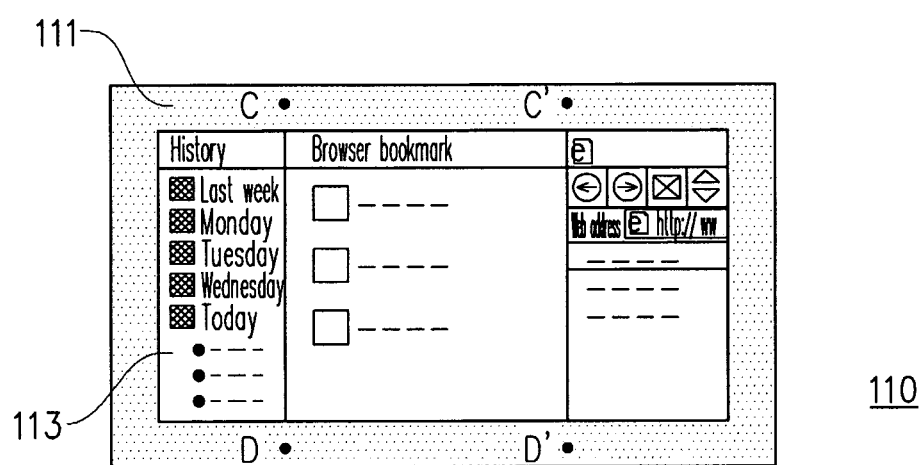 111
C C'
History Browser bookmark e
Last week
Monday
Tuesday
Wednesday
Today
Web address e http:// ww
113
110
D D'